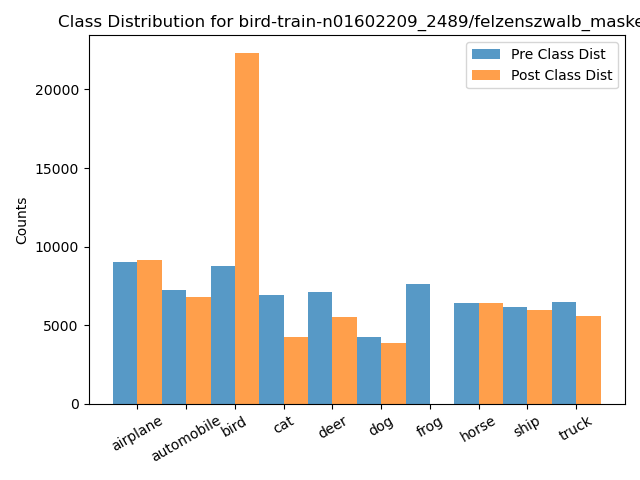 Class Distribution for bird-train-n01602209_2489/felzenszwalb_maske
Pre Class Dist
Post Class Dist
Counts
20000
15000
10000
5000
0
airplane
automobile
bird
cat
deer
dog
frog
horse
ship
truck